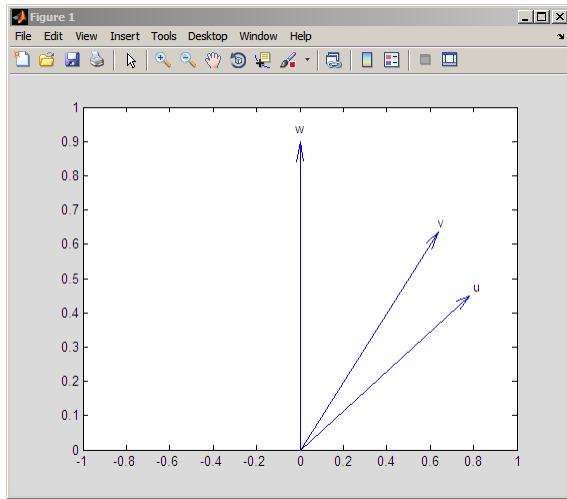 Figure 1
File Edit View Insert Tools Desktop Window Help
1
0.9
w
0.8
0.7
v
0.6
0.5
u
0.4
0.3
0.2
0.1
0
-1 -0.8 -0.6 -0.4 -0.2 0 0.2 0.4 0.6 0.8 1